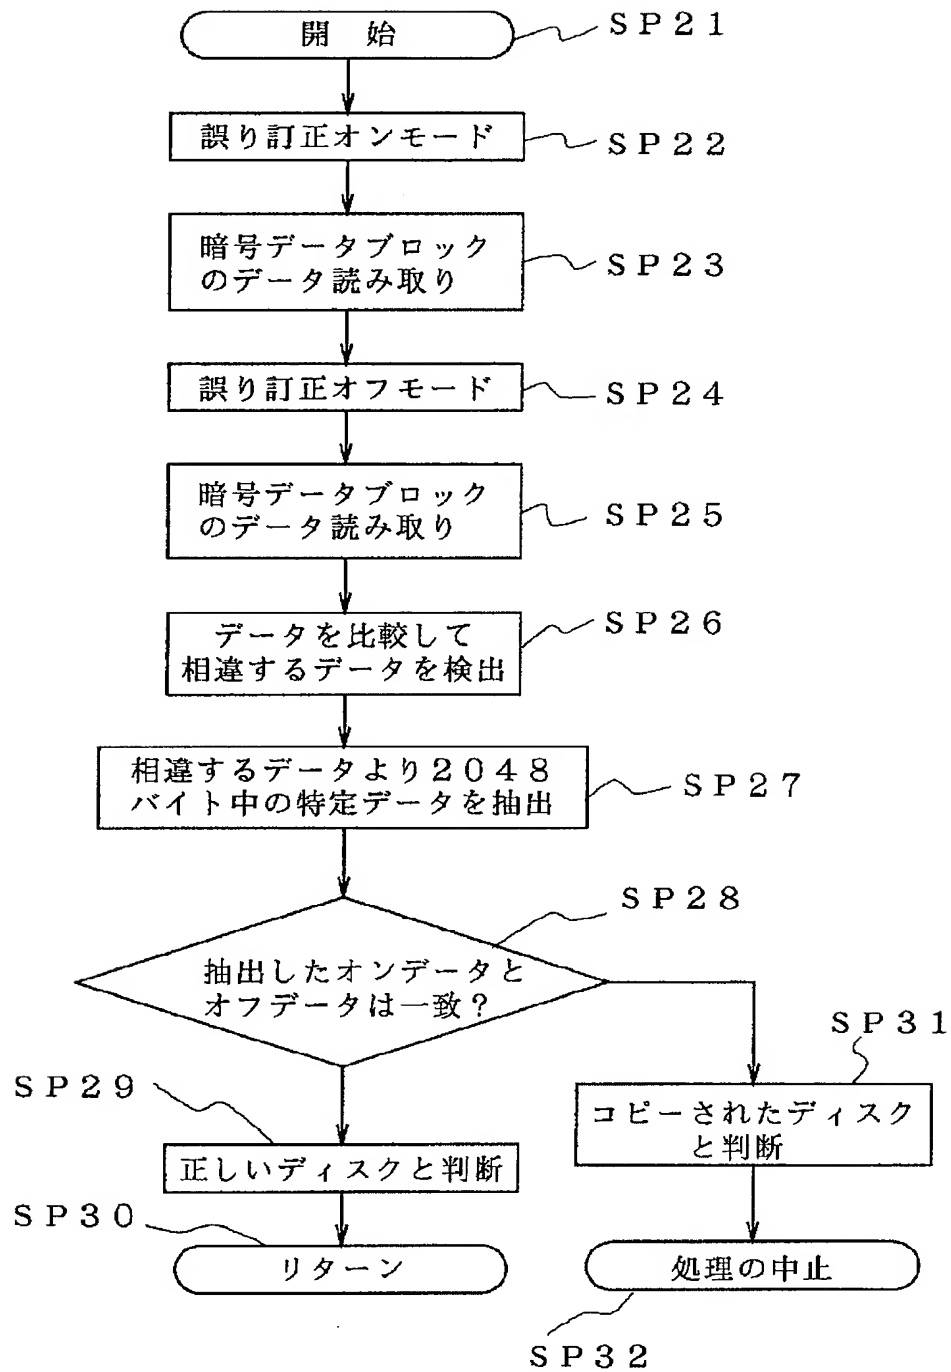 開　始
ＳＰ２１
誤り訂正オンモード
ＳＰ２２
暗号データブロック
のデータ読み取り
ＳＰ２３
誤り訂正オフモード
ＳＰ２４
暗号データブロック
のデータ読み取り
ＳＰ２５
データを比較して
相違するデータを検出
ＳＰ２６
相違するデータより２０４８
バイト中の特定データを抽出
ＳＰ２７
ＳＰ２８
抽出したオンデータと
オフデータは一致？
ＳＰ２９
正しいディスクと判断
ＳＰ３０
リターン
ＳＰ３１
コピーされたディスク
と判断
処理の中止
ＳＰ３２